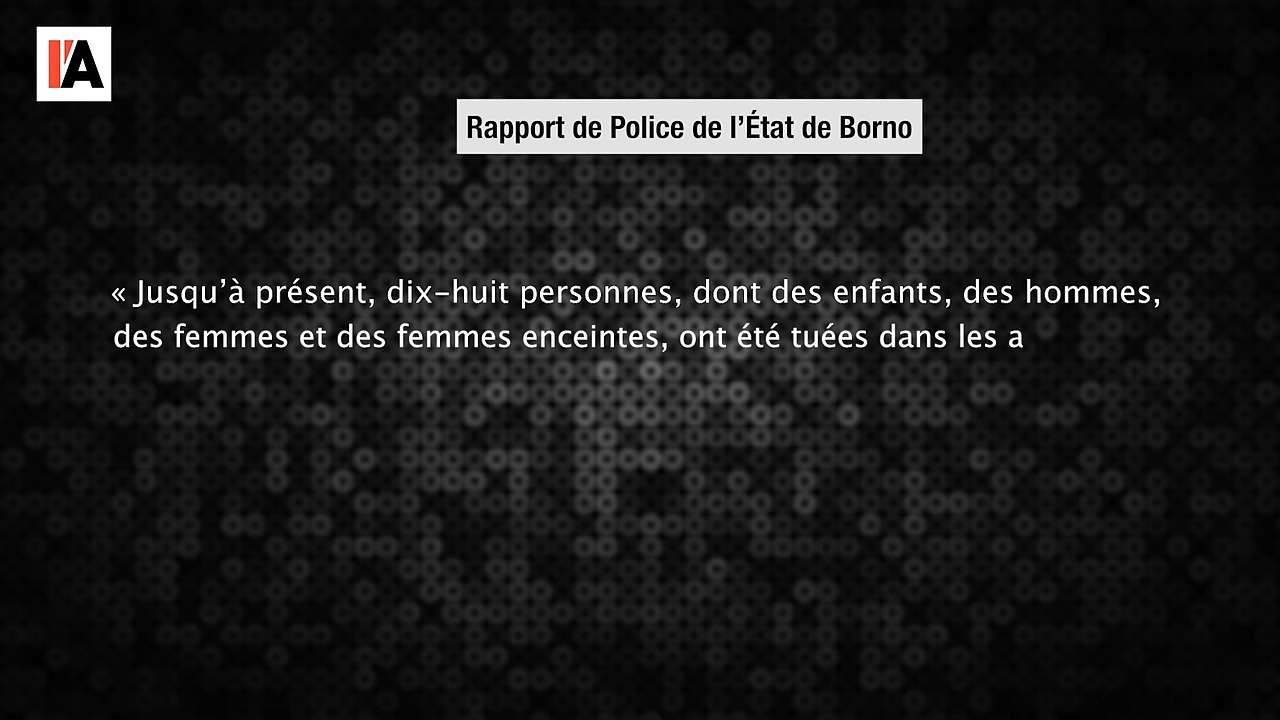 IA
Rapport de Police de l’État de Borno
« Jusqu’à présent, dix-huit personnes, dont des enfants, des hommes,
des femmes et des femmes enceintes, ont été tuées dans les a